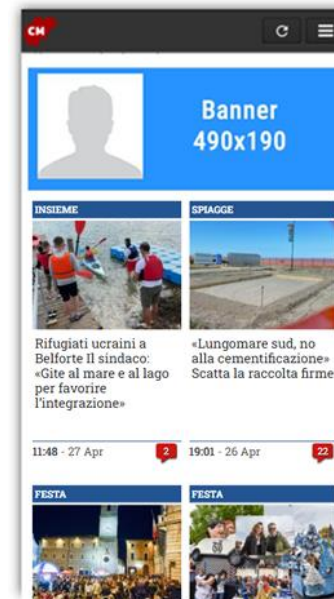 CM
Banner
490x190
INSIEME
SPIAGGE
Rifugiati ucraini a
Belforte Il sindaco:
«Gite al mare e al lago
per favorire
l'integrazione»
«Lungomare sud, no
alla cementificazione»
Scatta la raccolta firme
11:48 - 27 Apr
2
19:01 - 26 Apr
22
FESTA
FESTA